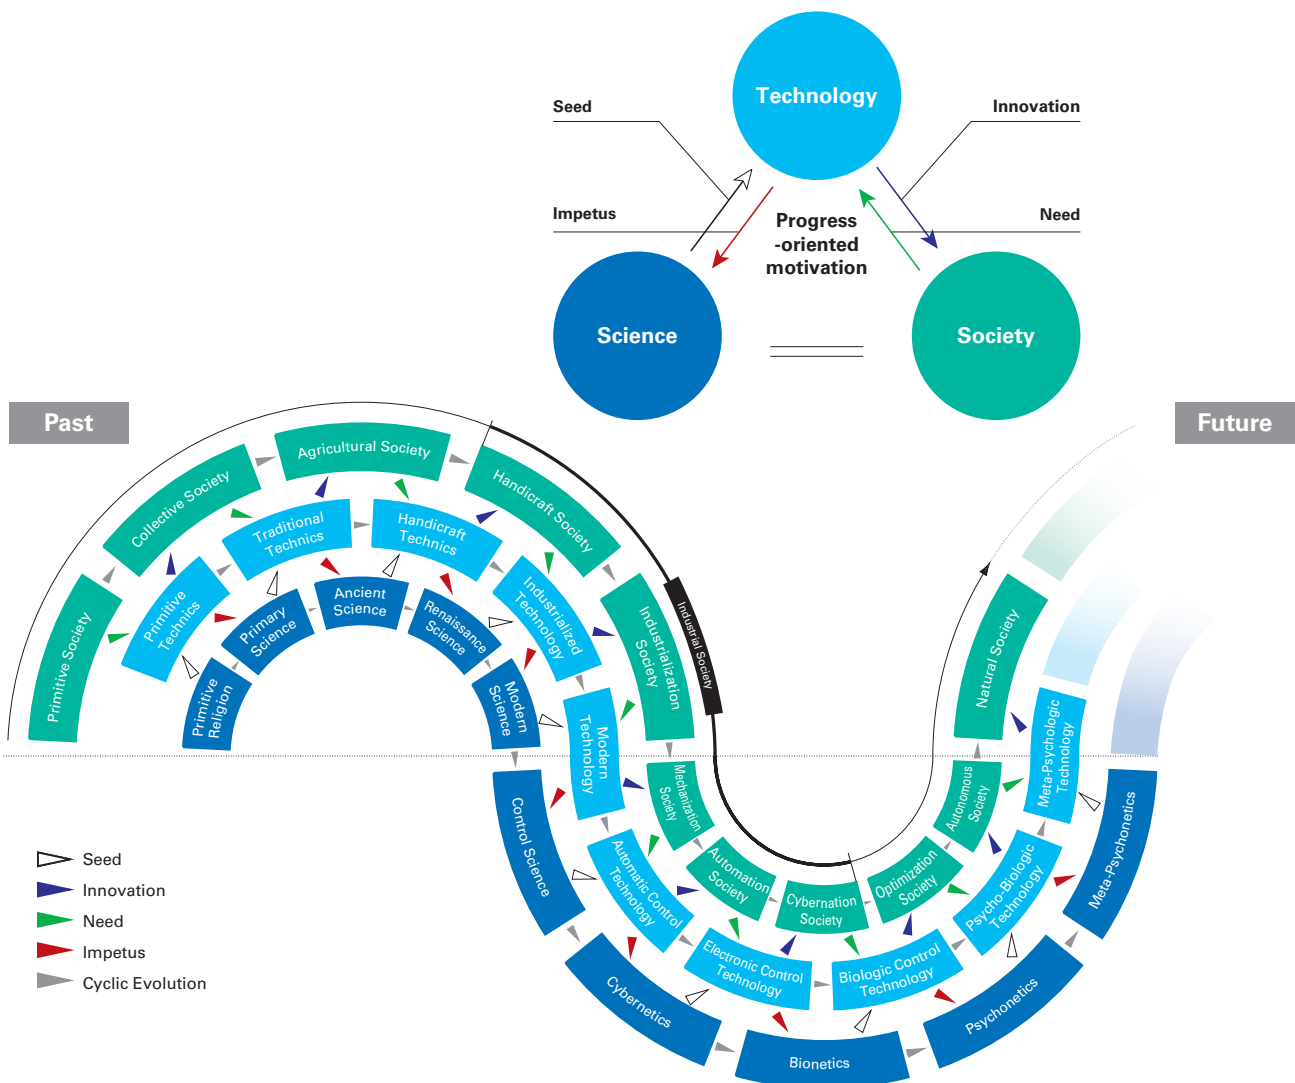 Technology
Seed
Innovation
Impetus
Need
Progress
-oriented
motivation
Science
Society
Past
Future
Primitive Society
Collective Society
Agricultural Society
Handicraft Society
Industrialization
Society
Industrial Society
Primitive
Technics
Traditional
Technics
Handicraft
Technics
Industrialized
Technology
Modern
Technology
Primitive
Religion
Primary
Science
Ancient
Science
Renaissance
Science
Modern
Science
Mechanization
Society
Automation
Society
Cybernation
Society
Optimization
Society
Autonomous
Society
Natural Society
Automatic Control
Technology
Electronic Control
Technology
Biologic Control
Technology
Psycho-Biologic
Technology
Meta-Psychologic
Technology
Control Science
Cybernetics
Bionetics
Psychonetics
Meta-Psychonetics
Seed
Innovation
Need
Impetus
Cyclic Evolution